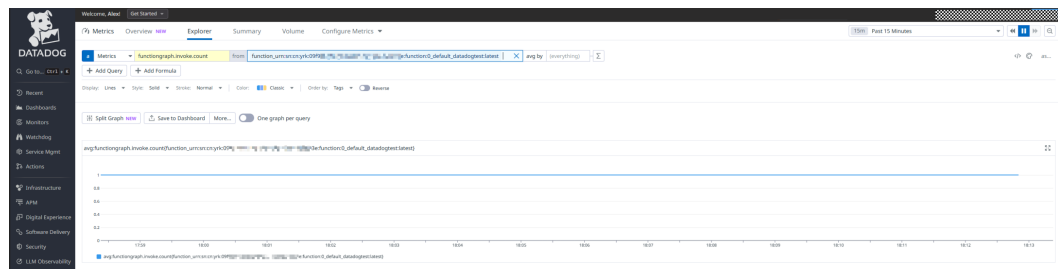 Welcome, Alex! Get Started
DATADOG
Go to... Ctrl + K
Recent
Dashboards
Monitors
Watchdog
Service Mgmt
Actions
Infrastructure
APM
Digital Experience
Software Delivery
Security
LLM Observability
Metrics Overview NEW Explorer Summary Volume Configure Metrics
15m Past 15 Minutes
a Metrics functiongraph.invoke.count from avg by (everything) Σ
</> as...
+ Add Query + Add Formula
Display: Lines Style: Solid Stroke: Normal Color: Classic Order by: Tags Reverse
Split Graph NEW Save to Dashboard More... One graph per query
1
0.8
0.6
0.4
0.2
0
17:59 18:00 18:01 18:02 18:03 18:04 18:05 18:06 18:07 18:08 18:09 18:10 18:11 18:12 18:13